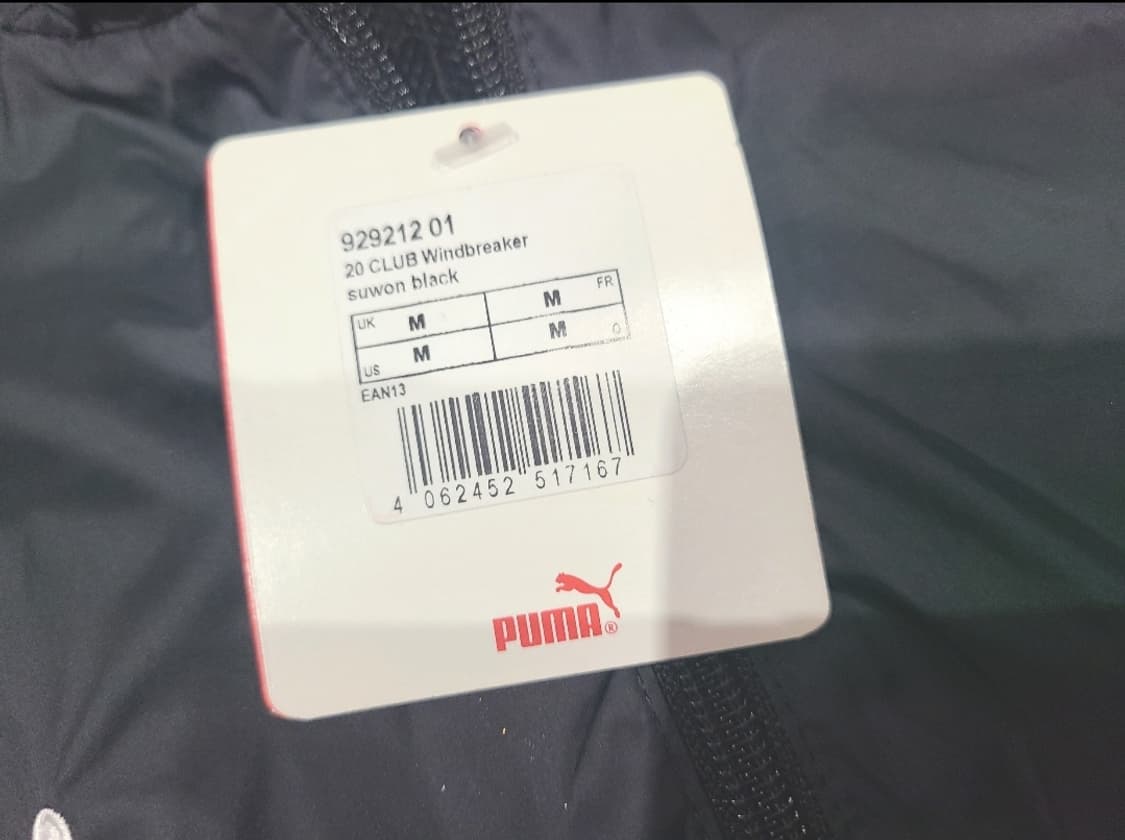 929212 01
20 CLUB Windbreaker
suwon black
UK M M FR
US M M
EAN13
4 062452 517167
PUMA®